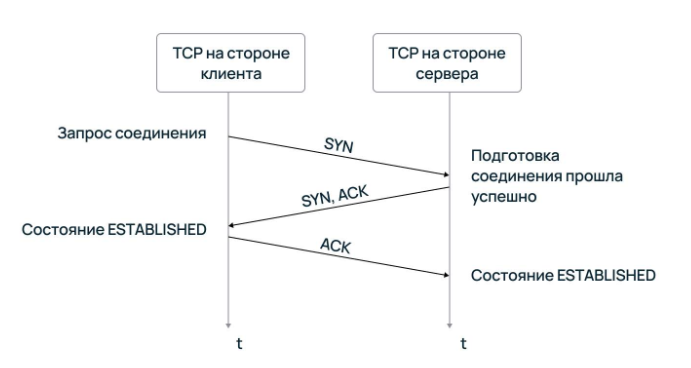 TCP на стороне
клиента
TCP на стороне
сервера
Запрос соединения
SYN
Подготовка
соединения прошла
успешно
SYN, ACK
Состояние ESTABLISHED
ACK
Состояние ESTABLISHED
t
t